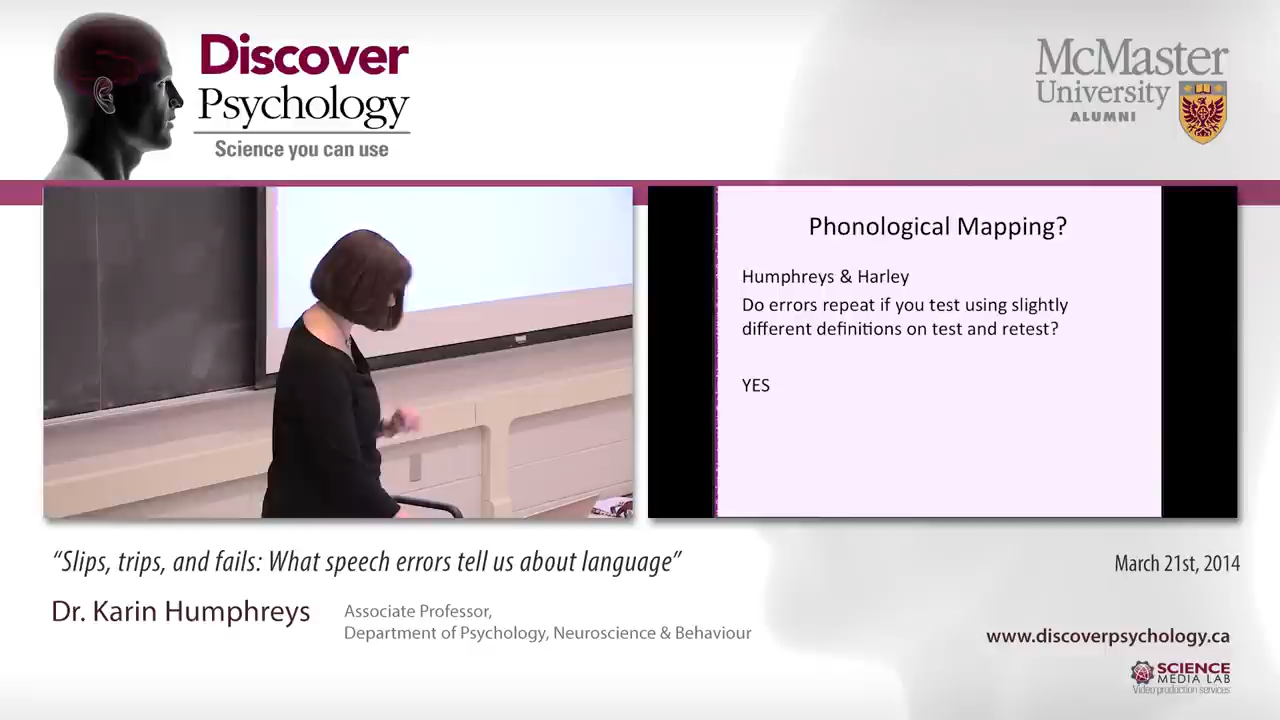 Discover
Psychology
Science you can use
McMaster
University
ALUMNI
Phonological Mapping?
Humphreys & Harley
Do errors repeat if you test using slightly
different definitions on test and retest?
YES
“Slips, trips, and fails: What speech errors tell us about language”
March 21st, 2014
Dr. Karin Humphreys
Associate Professor,
Department of Psychology, Neuroscience & Behaviour
www.discoverpsychology.ca
SCIENCE
MEDIA LAB
Video production services